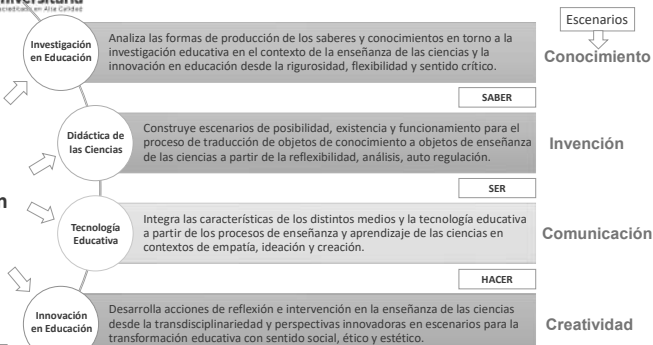 Universitaria
Acreditado en Alta Calidad
Escenarios
Investigación
en Educación
Analiza las formas de producción de los saberes y conocimientos en torno a la
investigación educativa en el contexto de la enseñanza de las ciencias y la
innovación en educación desde la rigurosidad, flexibilidad y sentido crítico.
Conocimiento
SABER
Didáctica de
las Ciencias
Construye escenarios de posibilidad, existencia y funcionamiento para el
proceso de traducción de objetos de conocimiento a objetos de enseñanza
de las ciencias a partir de la reflexibilidad, análisis, auto regulación.
Invención
SER
n
Tecnología
Educativa
Integra las características de los distintos medios y la tecnología educativa
a partir de los procesos de enseñanza y aprendizaje de las ciencias en
contextos de empatía, ideación y creación.
Comunicación
HACER
Innovación
en Educación
Desarrolla acciones de reflexión e intervención en la enseñanza de las ciencias
desde la transdisciplinariedad y perspectivas innovadoras en escenarios para la
transformación educativa con sentido social, ético y estético.
Creatividad